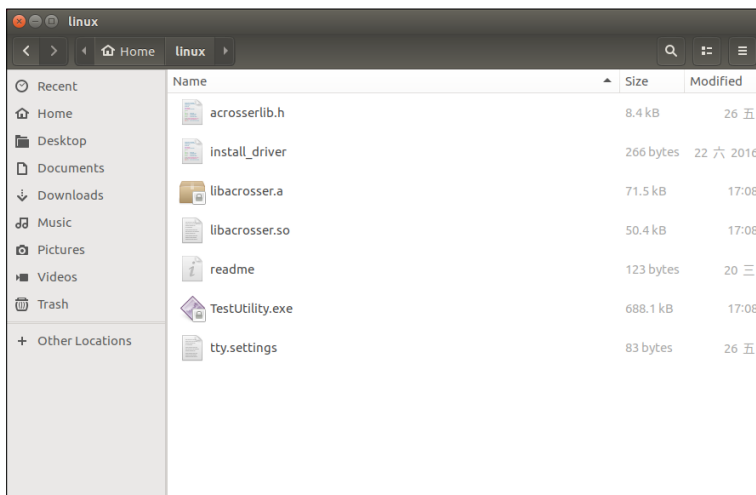 linux
Home linux
Name Size Modified
Recent
Home
Desktop
Documents
Downloads
Music
Pictures
Videos
Trash
+ Other Locations
acrosserlib.h 8.4 kB 26 五
install_driver 266 bytes 22 六 2016
libacrosser.a 71.5 kB 17:08
libacrosser.so 50.4 kB 17:08
readme 123 bytes 20 三
TestUtility.exe 688.1 kB 17:08
tty.settings 83 bytes 26 五